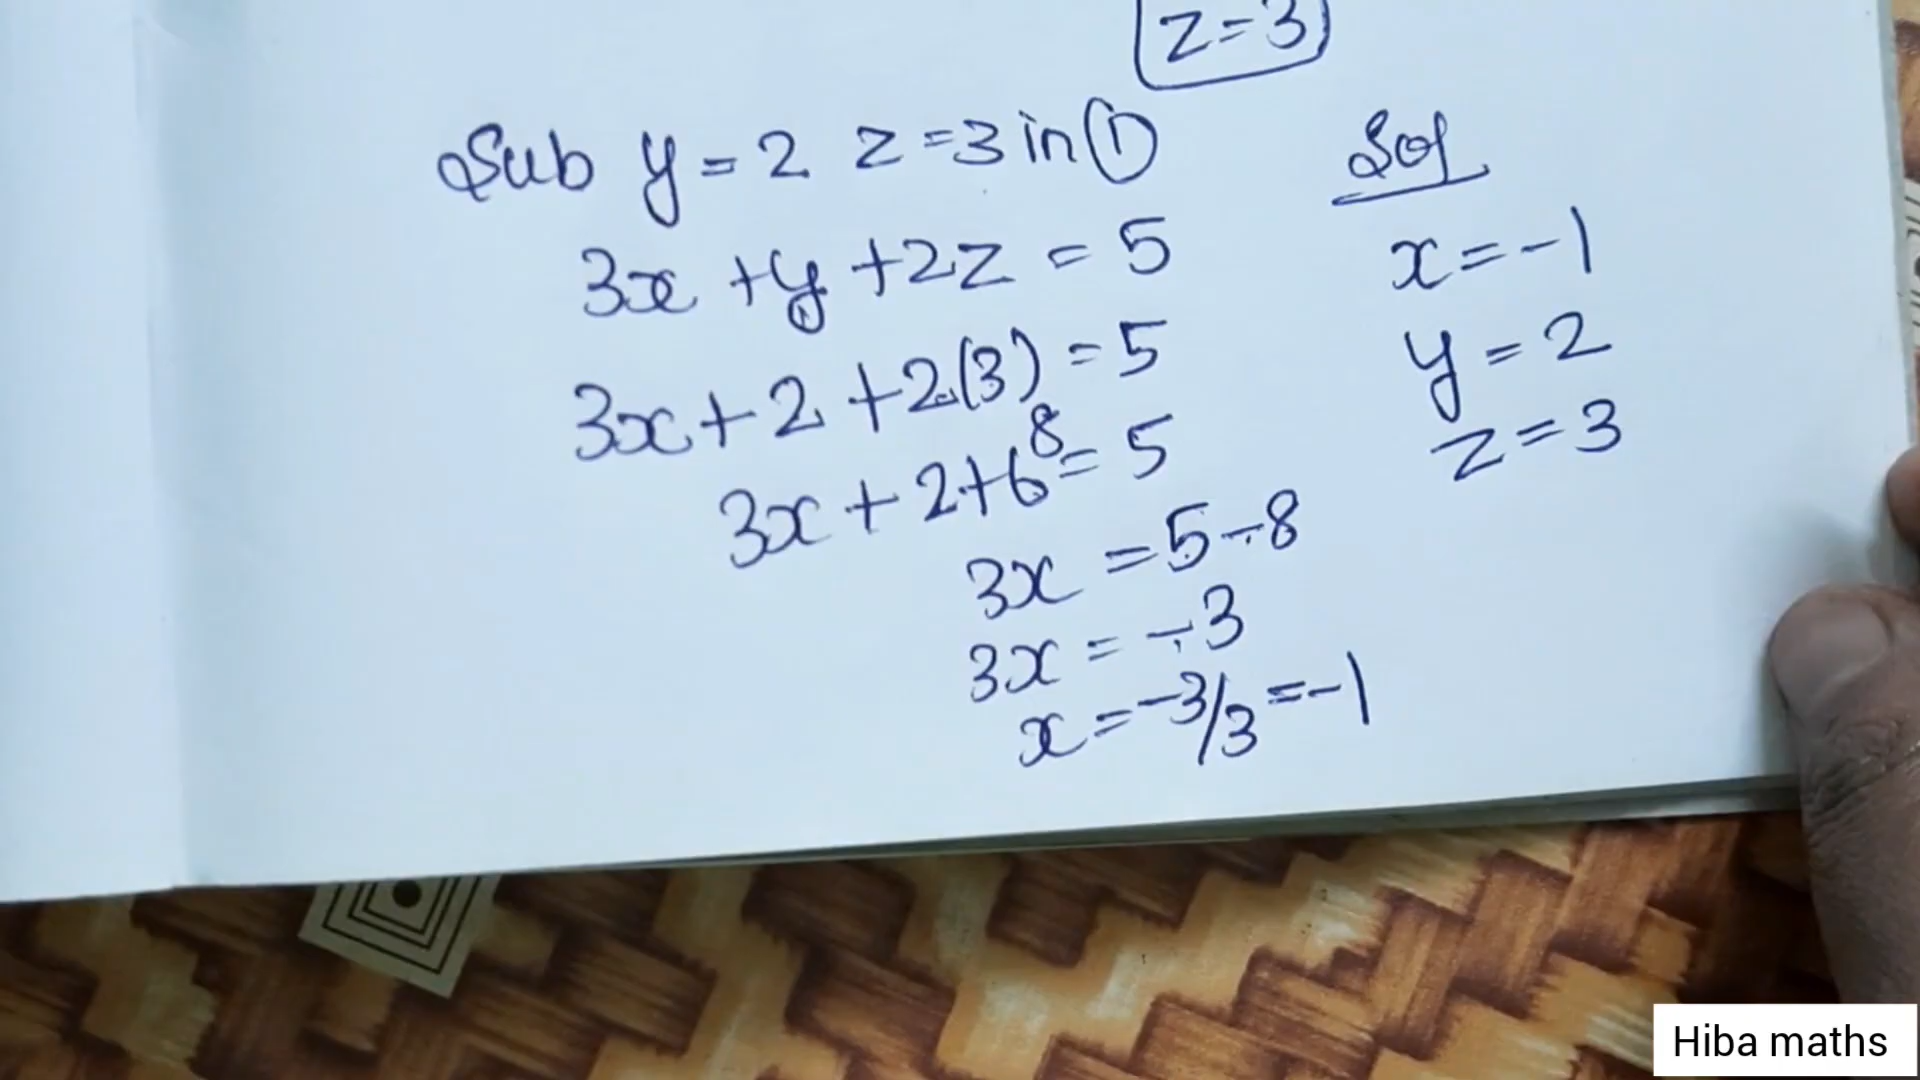 z=3
Sub y=2 z=3 in ①
3x+y+2z=5
3x+2+2(3)=5
3x+2+6 8=5
3x=5-8
3x=-3
x=-3/3=-1
Sol
x=-1
y=2
z=3
Hiba maths